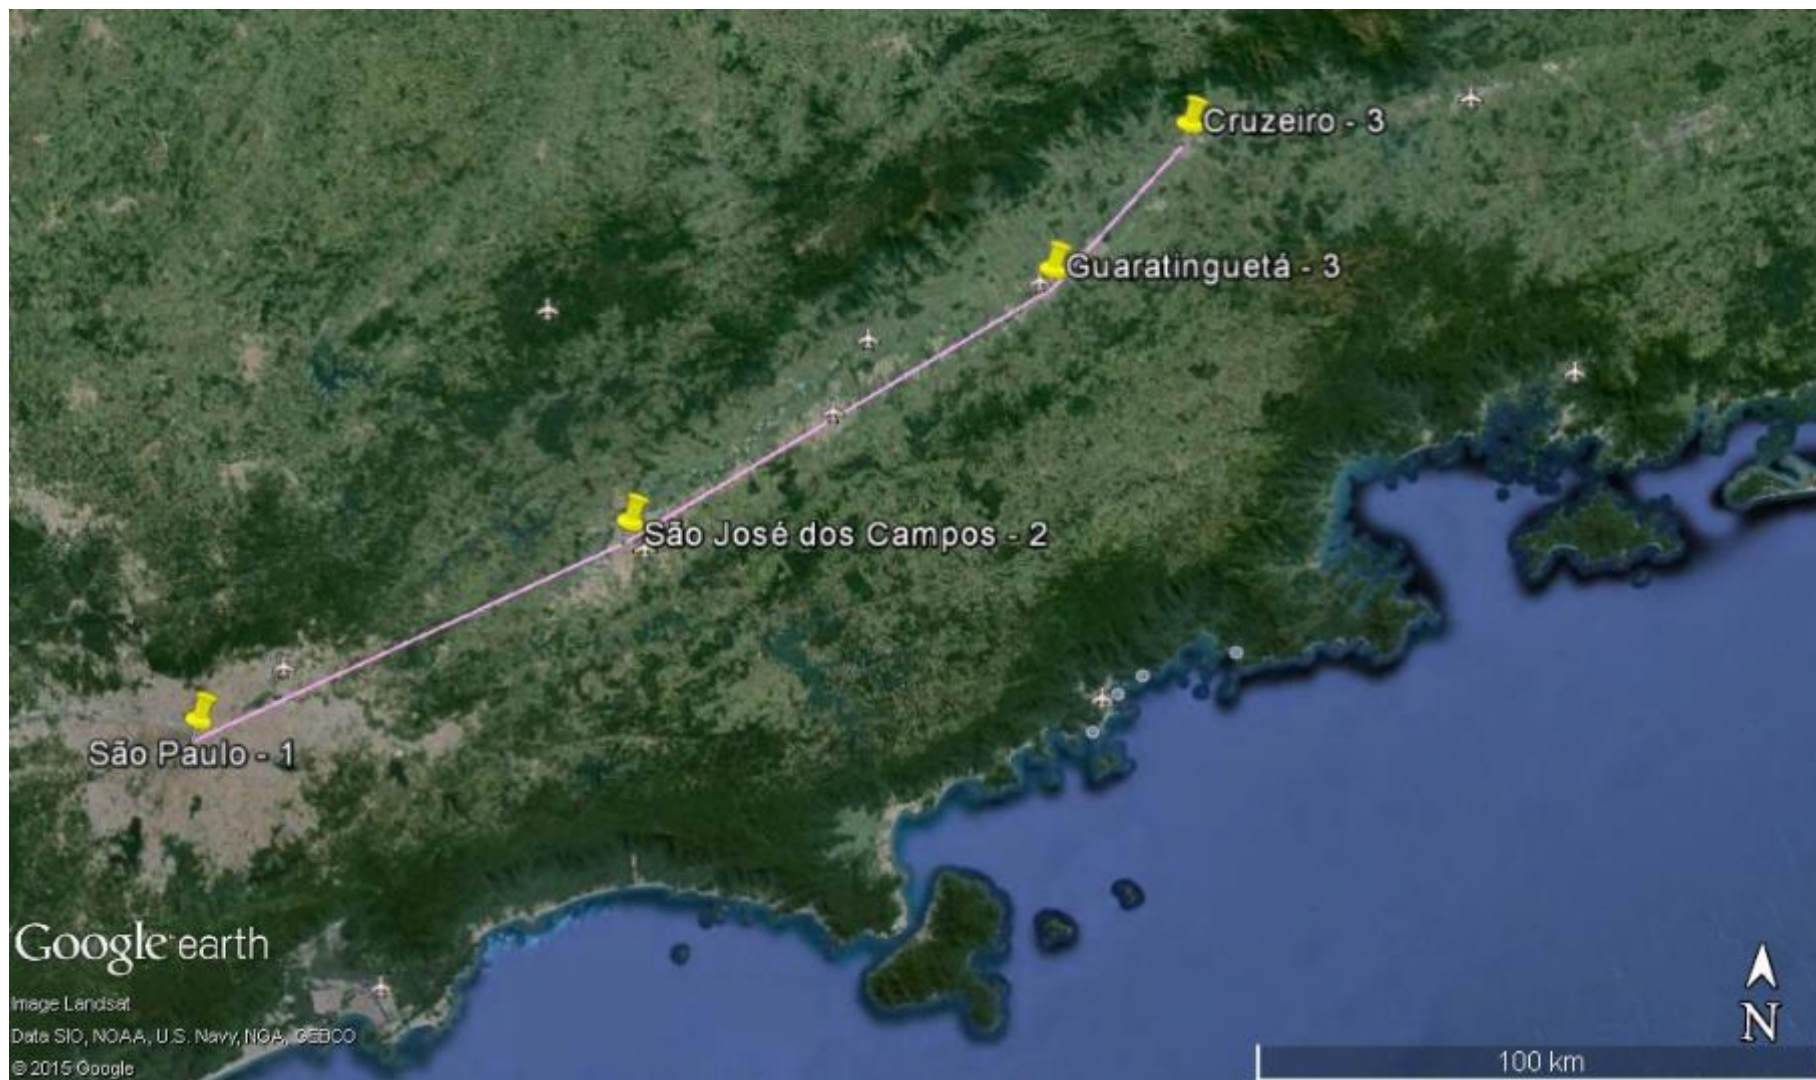 Cruzeiro - 3
Guaratinguetá - 3
São José dos Campos - 2
São Paulo - 1
Google earth
Image Landsat
Data SIO, NOAA, U.S. Navy, NGA, GEBCO
© 2015 Google
N
100 km